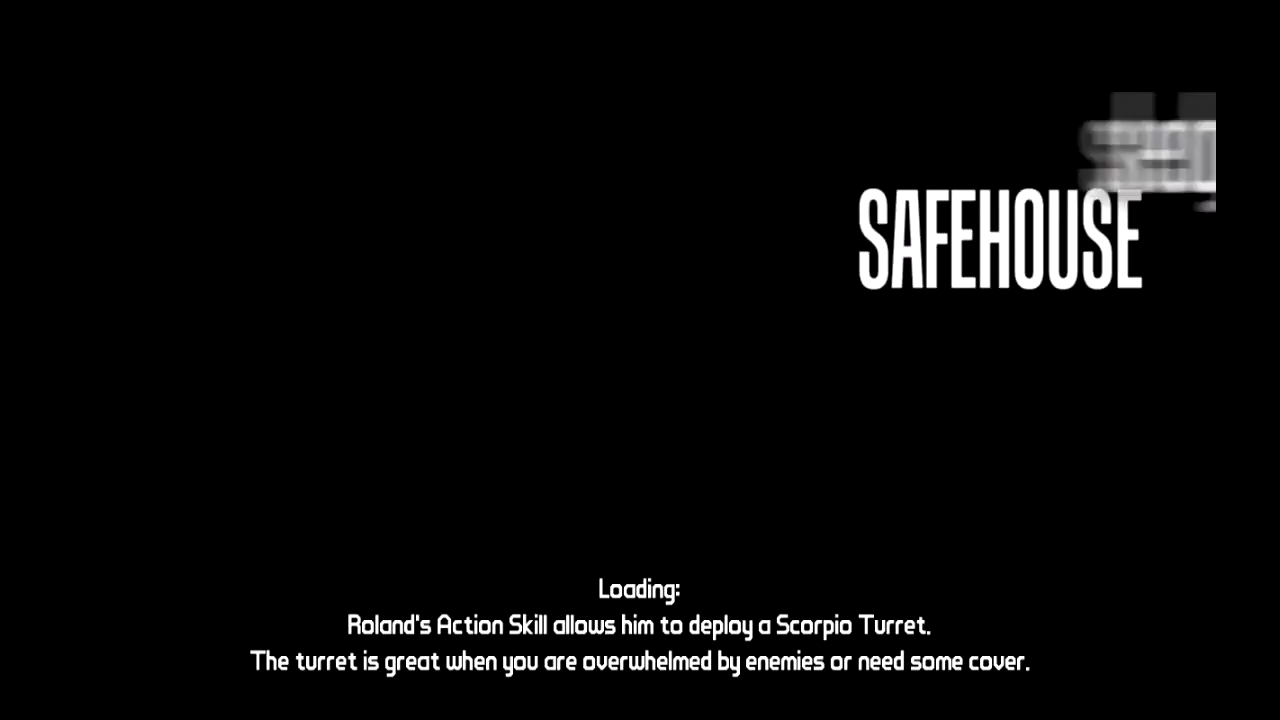 SAFEHOUSE
Loading:
Roland's Action Skill allows him to deploy a Scorpio Turret.
The turret is great when you are overwhelmed by enemies or need some cover.